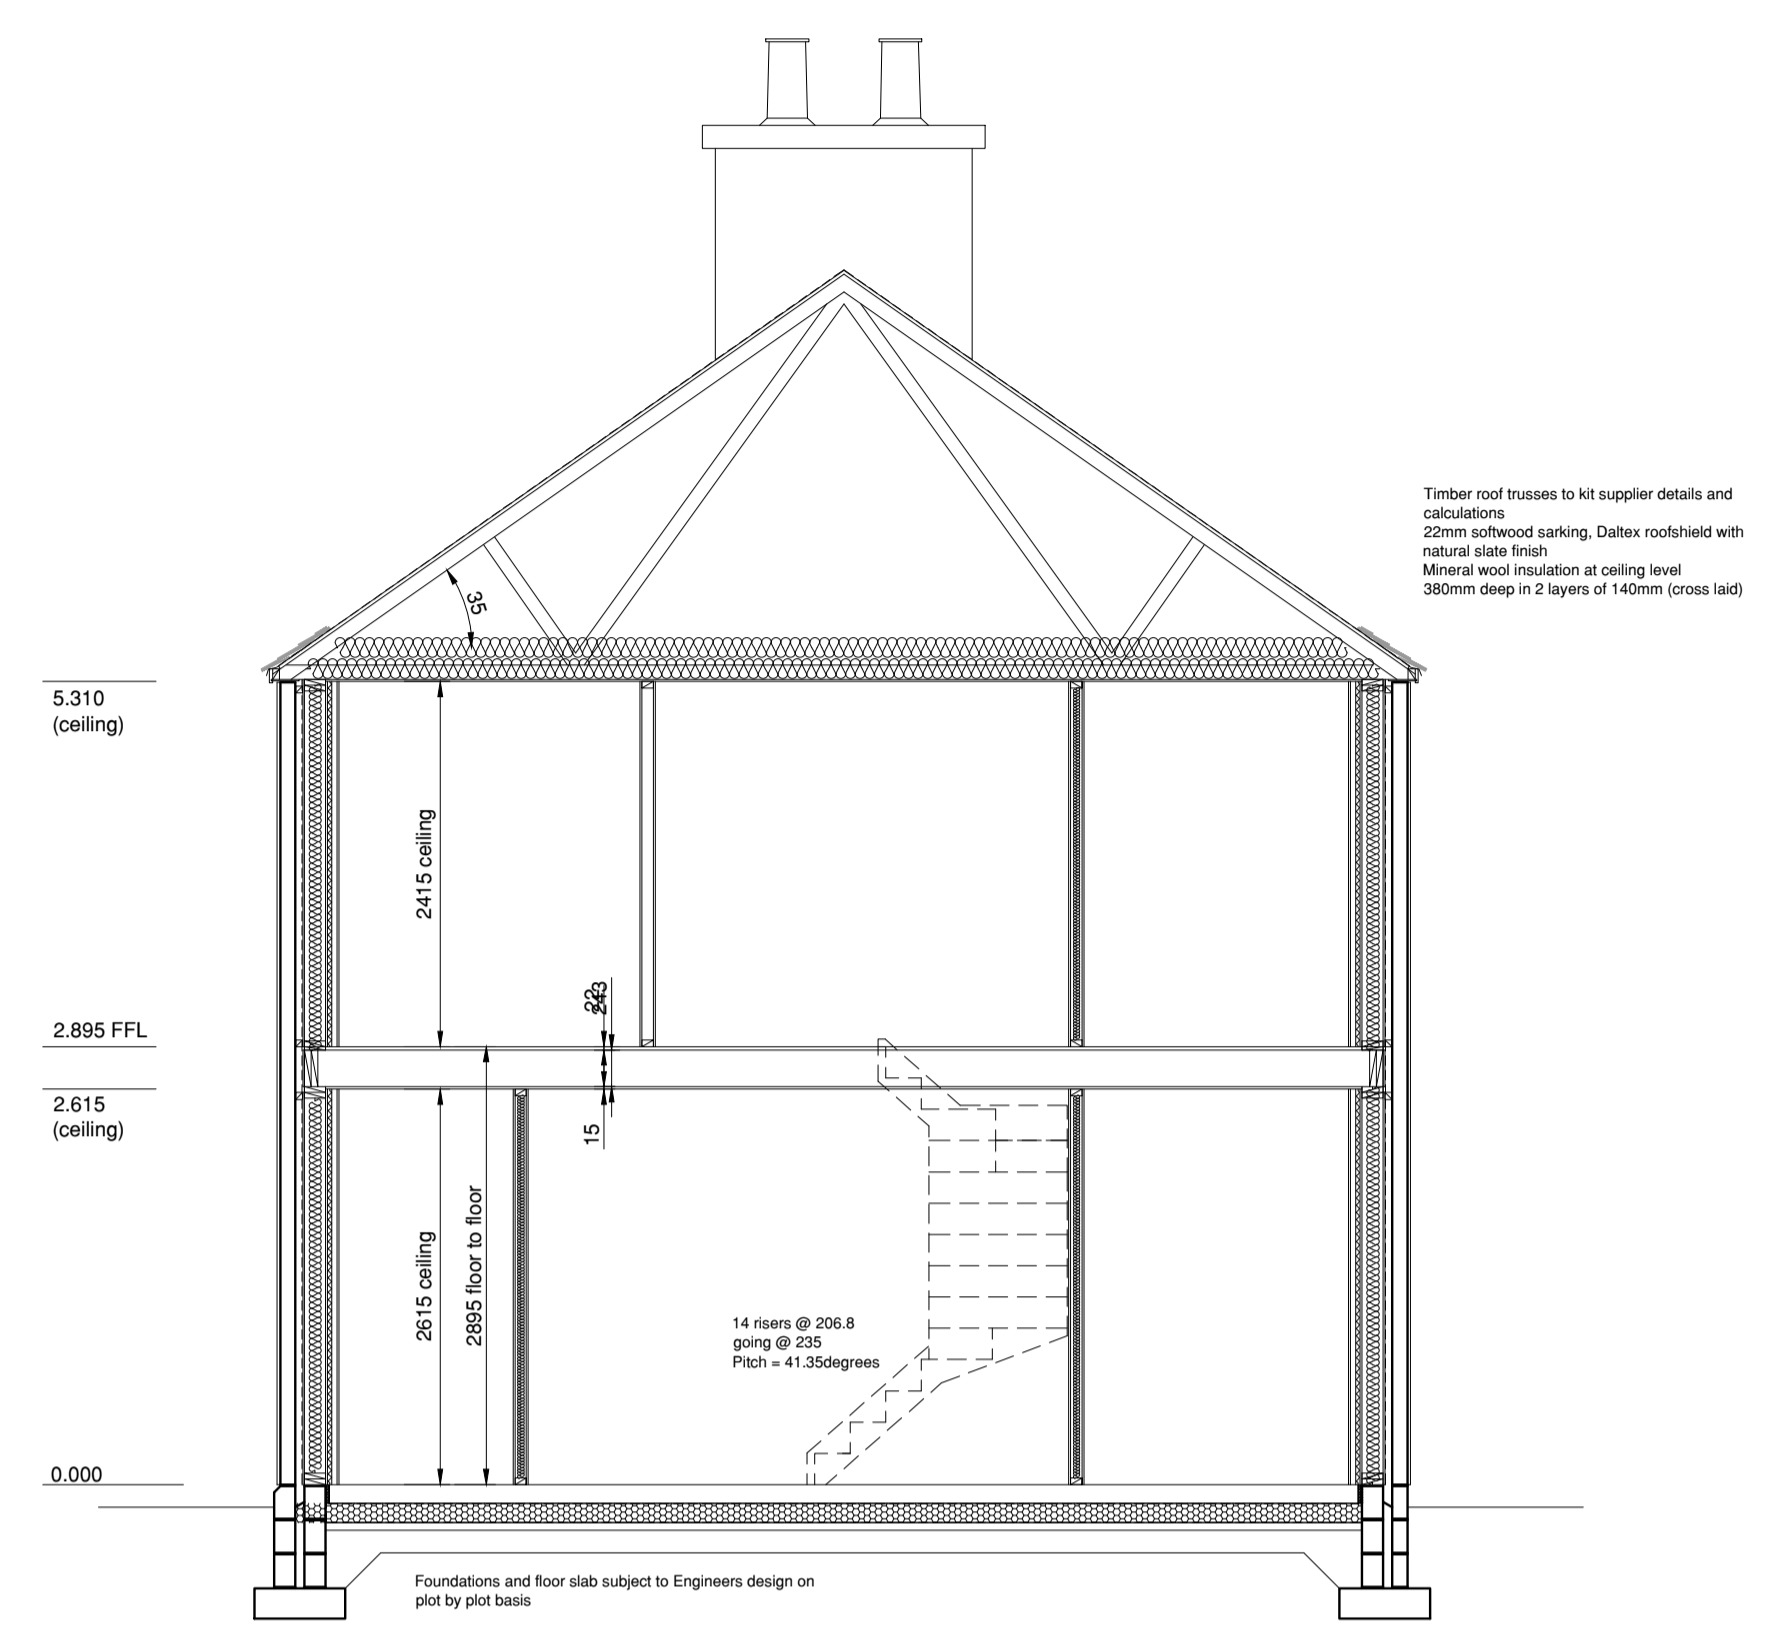 Timber roof trusses to kit supplier details and
calculations
22mm softwood sarking, Daltex roofshield with
natural slate finish
Mineral wool insulation at ceiling level
380mm deep in 2 layers of 140mm (cross laid)
35
5.310
(ceiling)
2415 ceiling
22
243
2.895 FFL
2.615
(ceiling)
15
2615 ceiling
2895 floor to floor
14 risers @ 206.8
going @ 235
Pitch = 41.35degrees
0.000
Foundations and floor slab subject to Engineers design on
plot by plot basis